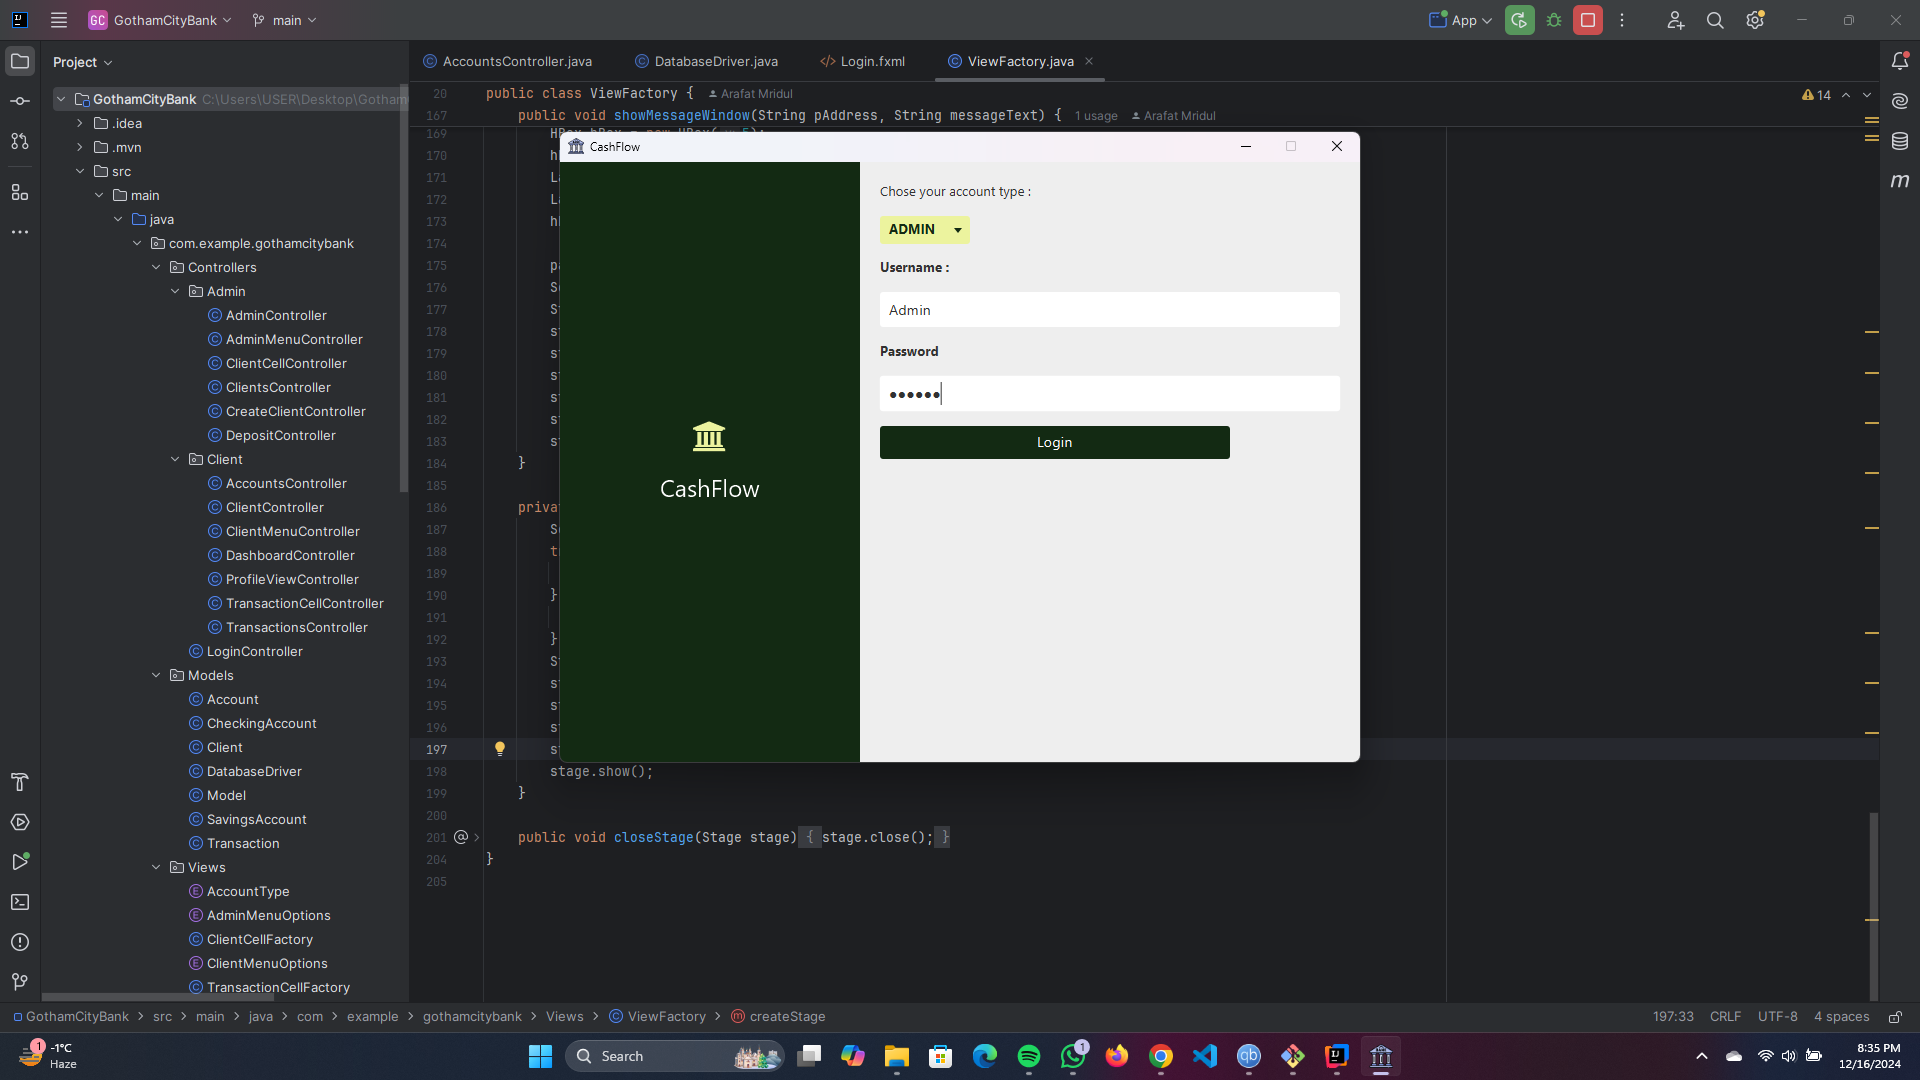 GC GothamCityBank main App
Project
AccountsController.java DatabaseDriver.java Login.fxml ViewFactory.java
GothamCityBank C:\Users\USER\Desktop\Gotham
.idea
.mvn
src
main
java
com.example.gothamcitybank
Controllers
Admin
AdminController
AdminMenuController
ClientCellController
ClientsController
CreateClientController
DepositController
Client
AccountsController
ClientController
ClientMenuController
DashboardController
ProfileViewController
TransactionCellController
TransactionsController
LoginController
Models
Account
CheckingAccount
Client
DatabaseDriver
Model
SavingsAccount
Transaction
Views
AccountType
AdminMenuOptions
ClientCellFactory
ClientMenuOptions
TransactionCellFactory
20 public class ViewFactory { Arafat Mridul 14
167 public void showMessageWindow(String pAddress, String messageText) { 1 usage Arafat Mridul
169
170
171
172
173
174
175
176
177
178
179
180
181
182
183
184 }
185
186
187
188
189
190 }
191
192 }
193
194
195
196
197
198 stage.show();
199 }
200
201 public void closeStage(Stage stage) { stage.close(); }
204 }
205
CashFlow
CashFlow
Chose your account type :
ADMIN
Username :
Admin
Password
••••••
Login
GothamCityBank > src > main > java > com > example > gothamcitybank > Views > ViewFactory > createStage 197:33 CRLF UTF-8 4 spaces
1
-1°C
Haze
Search
1
8:35 PM
12/16/2024